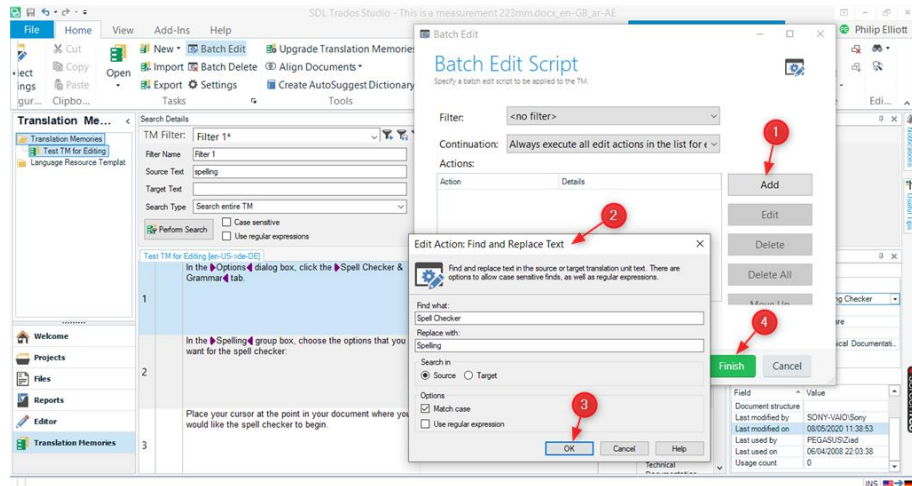 SDL Trados Studio - This is a measurement 223mm.docx_en-GB_ar-AE
File Home View Add-Ins Help
Philip Elliott
Cut
Copy
Paste
Open
New
Batch Edit
Upgrade Translation Memorie
Import
Batch Delete
Align Documents
Export
Settings
Create AutoSuggest Dictionary
Clipbo...
Tasks
Tools
Edi...
Translation Me...
Translation Memories
Test TM for Editing
Language Resource Templat
Search Details
TM Filter: Filter 1*
Filter Name Filter 1
Source Text spelling
Target Text
Search Type Search entire TM
Perform Search
Case sensitive
Use regular expressions
Test TM for Editing [en-US->de-DE]
1
In the Options dialog box, click the Spell Checker &
Grammar tab.
2
In the Spelling group box, choose the options that you
want for the spell checker:
3
Place your cursor at the point in your document where you
would like the spell checker to begin.
Welcome
Projects
Files
Reports
Editor
Translation Memories
Batch Edit
Batch Edit Script
Specify a batch edit script to be applied to the TM.
Filter: <no filter>
Continuation: Always execute all edit actions in the list for e
Actions:
Action Details
1
Add
Edit
Delete
Delete All
Move Up
4
Finish
Cancel
2
Edit Action: Find and Replace Text
Find and replace text in the source or target translation unit text. There are
options to allow case sensitive finds, as well as regular expressions.
Find what:
Spell Checker
Replace with:
Spelling
Search in
Source Target
Options
Match case
Use regular expression
3
OK Cancel Help
Notifications
Useful Tips
ng Checker
are
ical Documentati..
Field Value
Document structure
Last modified by SONY-VAIO\Sony
Last modified on 08/05/2020 11:38:53
Last used by PEGASUS\Ziad
Last used on 06/04/2008 22:03:38
Usage count 0
Technical
INS